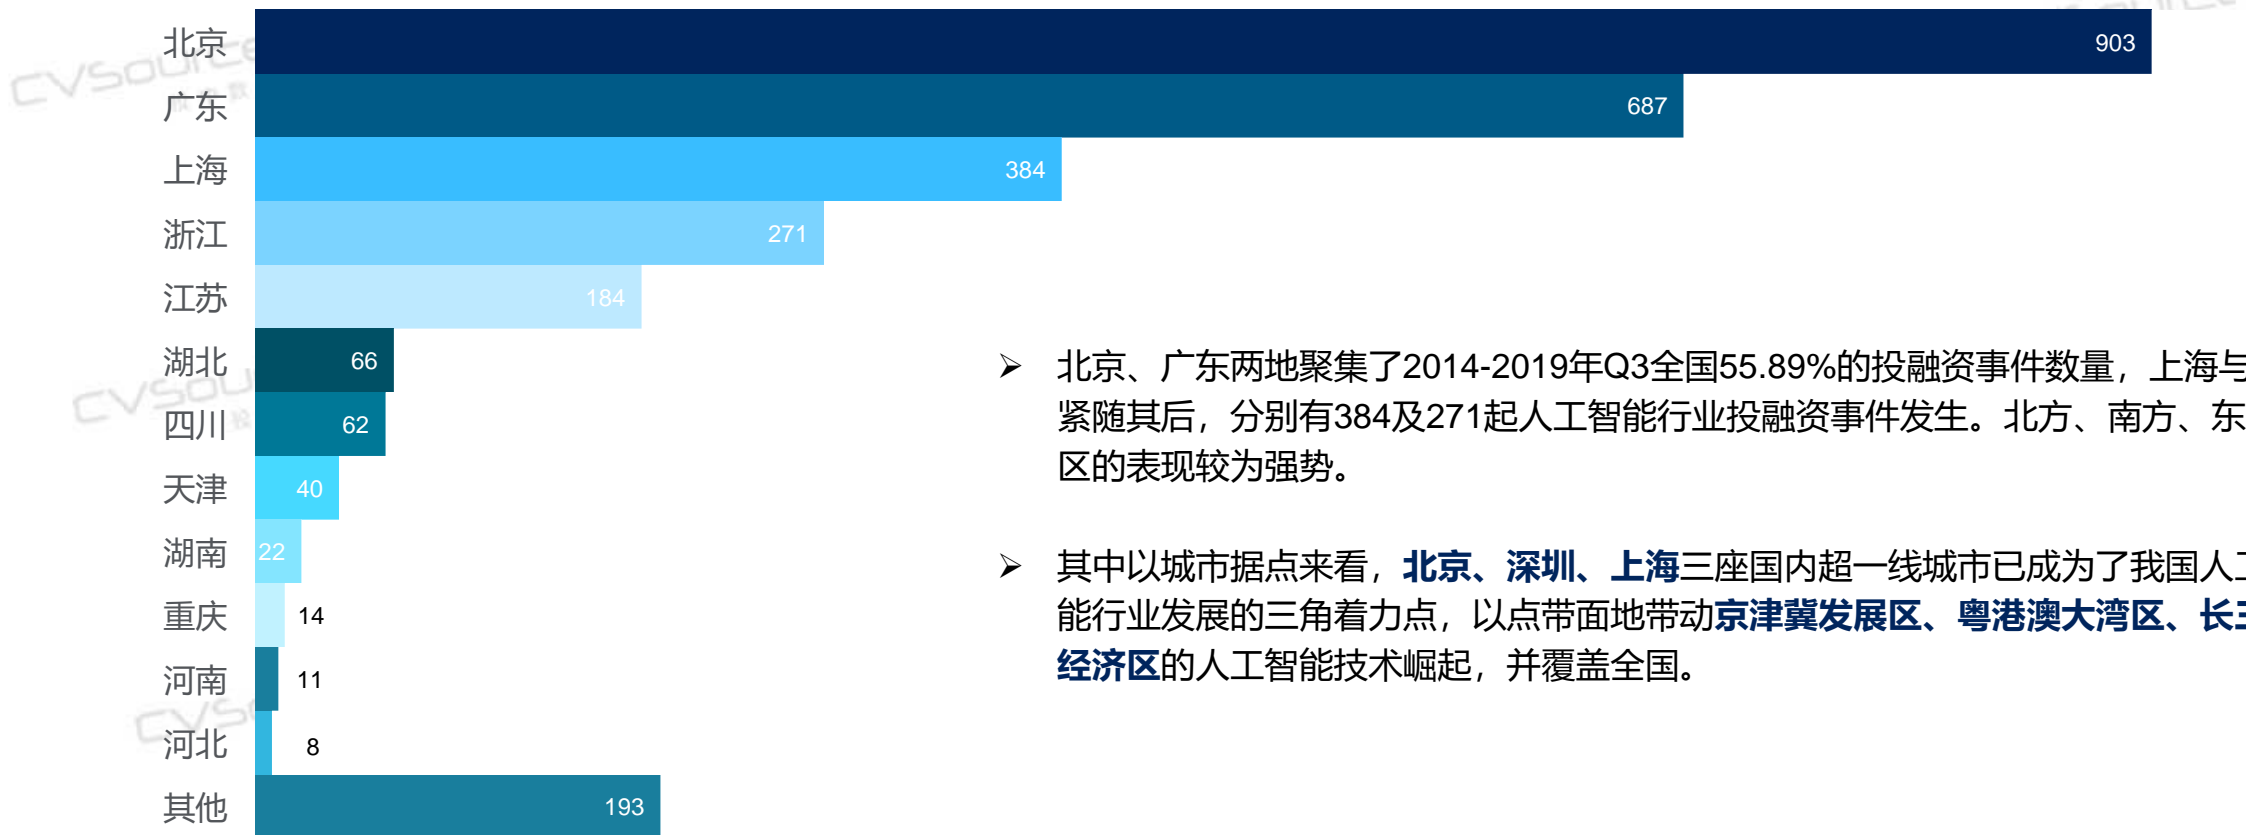 北京 903
广东 687
上海 384
浙江 271
江苏 184
湖北 66
四川 62
天津 40
湖南 22
重庆 14
河南 11
河北 8
其他 193
➢ 北京、广东两地聚集了2014-2019年Q3全国55.89%的投融资事件数量，上海与
紧随其后，分别有384及271起人工智能行业投融资事件发生。北方、南方、东
区的表现较为强势。
➢ 其中以城市据点来看，北京、深圳、上海三座国内超一线城市已成为了我国人工
能行业发展的三角着力点，以点带面地带动京津冀发展区、粤港澳大湾区、长三
经济区的人工智能技术崛起，并覆盖全国。
CVSource